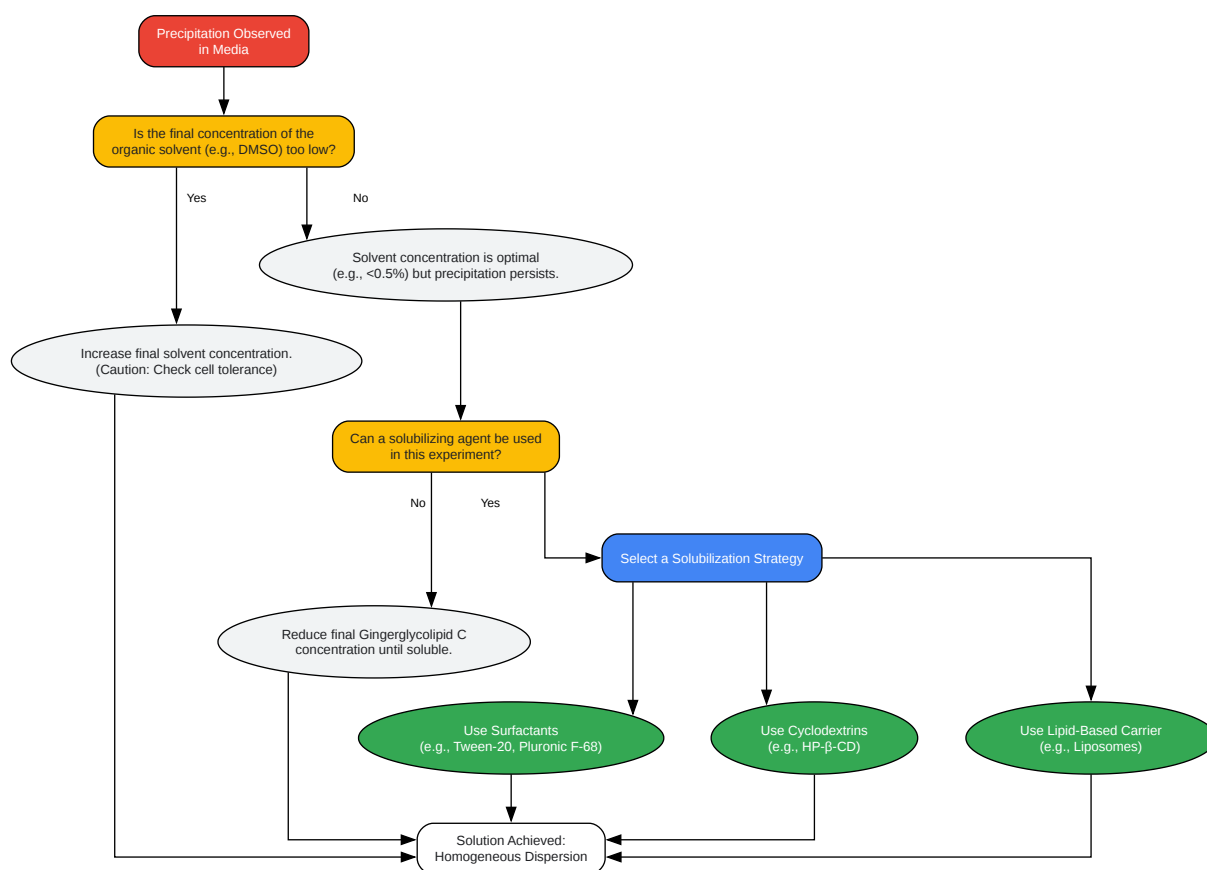 Precipitation Observed
in Media
Is the final concentration of the
organic solvent (e.g., DMSO) too low?
Yes
No
Solvent concentration is optimal
(e.g., <0.5%) but precipitation persists.
Increase final solvent concentration.
(Caution: Check cell tolerance)
Can a solubilizing agent be used
in this experiment?
No
Yes
Select a Solubilization Strategy
Reduce final Gingerglycolipid C
concentration until soluble.
Use Surfactants
(e.g., Tween-20, Pluronic F-68)
Use Cyclodextrins
(e.g., HP-β-CD)
Use Lipid-Based Carrier
(e.g., Liposomes)
Solution Achieved:
Homogeneous Dispersion